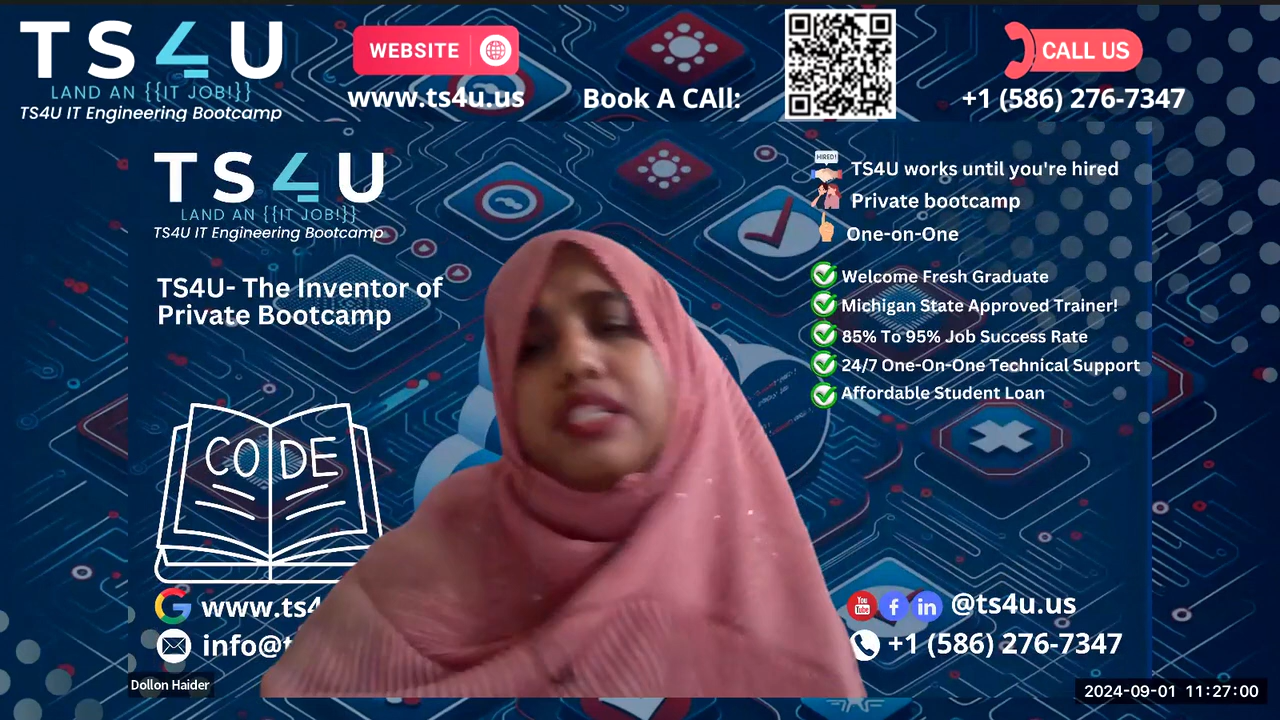 TS4U
LAND AN {{IT JOB!}}
TS4U IT Engineering Bootcamp
WEBSITE
www.ts4u.us
Book A CAll:
CALL US
+1 (586) 276-7347
TS4U
LAND AN {{IT JOB!}}
TS4U IT Engineering Bootcamp
TS4U- The Inventor of
Private Bootcamp
CODE
G www.ts4
info@t
Dollon Haider
HIRED!
TS4U works until you're hired
Private bootcamp
One-on-One
Welcome Fresh Graduate
Michigan State Approved Trainer!
85% To 95% Job Success Rate
24/7 One-On-One Technical Support
Affordable Student Loan
You Tube f in @ts4u.us
+1 (586) 276-7347
2024-09-01 11:27:00